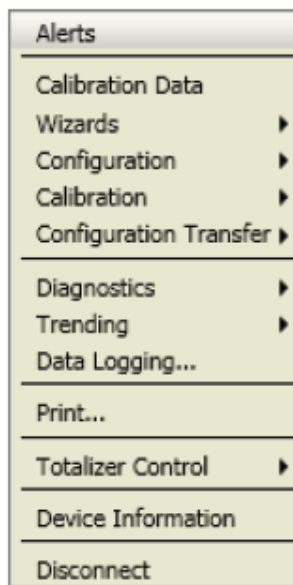 Alerts
Calibration Data
Wizards
Configuration
Calibration
Configuration Transfer
Diagnostics
Trending
Data Logging...
Print...
Totalizer Control
Device Information
Disconnect